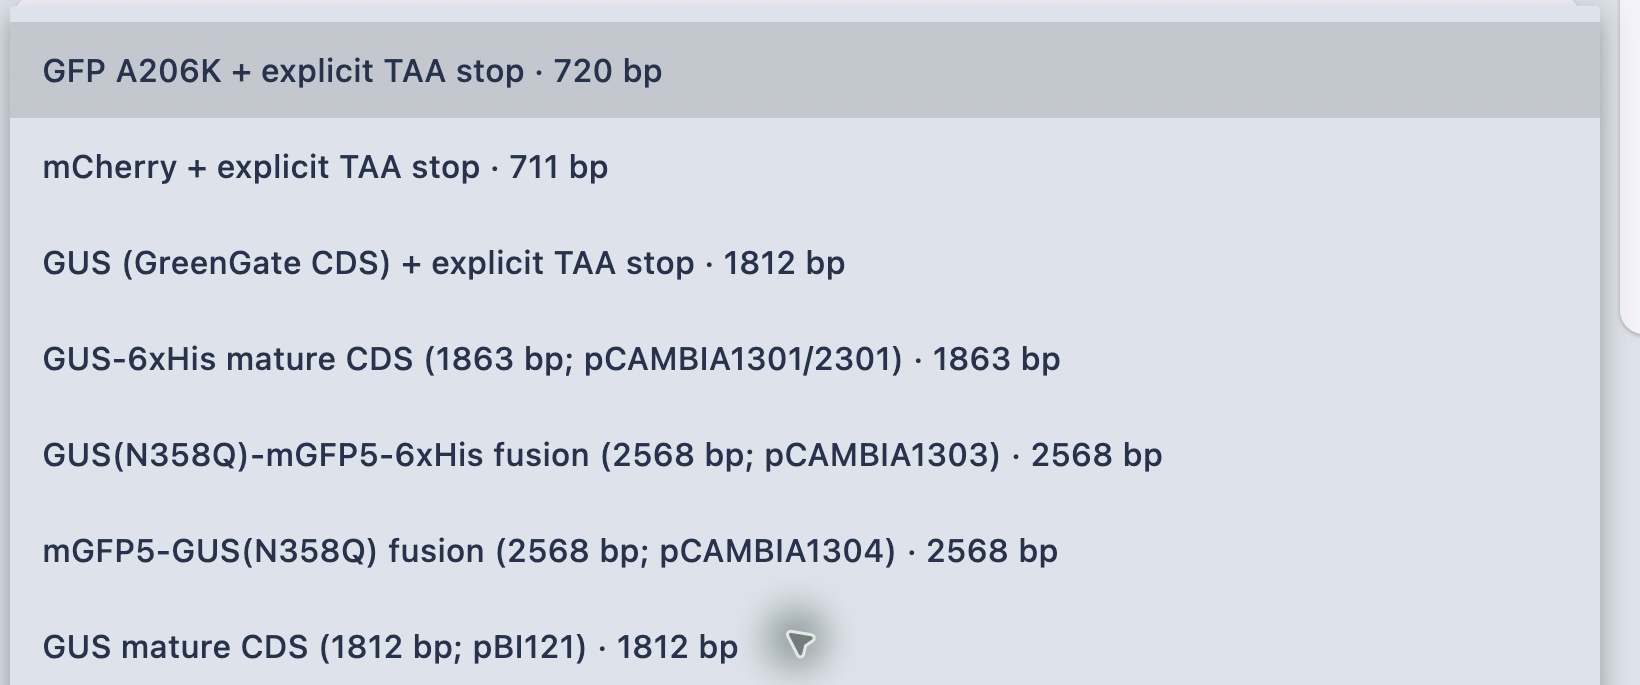 GFP A206K + explicit TAA stop · 720 bp
mCherry + explicit TAA stop · 711 bp
GUS (GreenGate CDS) + explicit TAA stop · 1812 bp
GUS-6xHis mature CDS (1863 bp; pCAMBIA1301/2301) · 1863 bp
GUS(N358Q)-mGFP5-6xHis fusion (2568 bp; pCAMBIA1303) · 2568 bp
mGFP5-GUS(N358Q) fusion (2568 bp; pCAMBIA1304) · 2568 bp
GUS mature CDS (1812 bp; pBI121) · 1812 bp